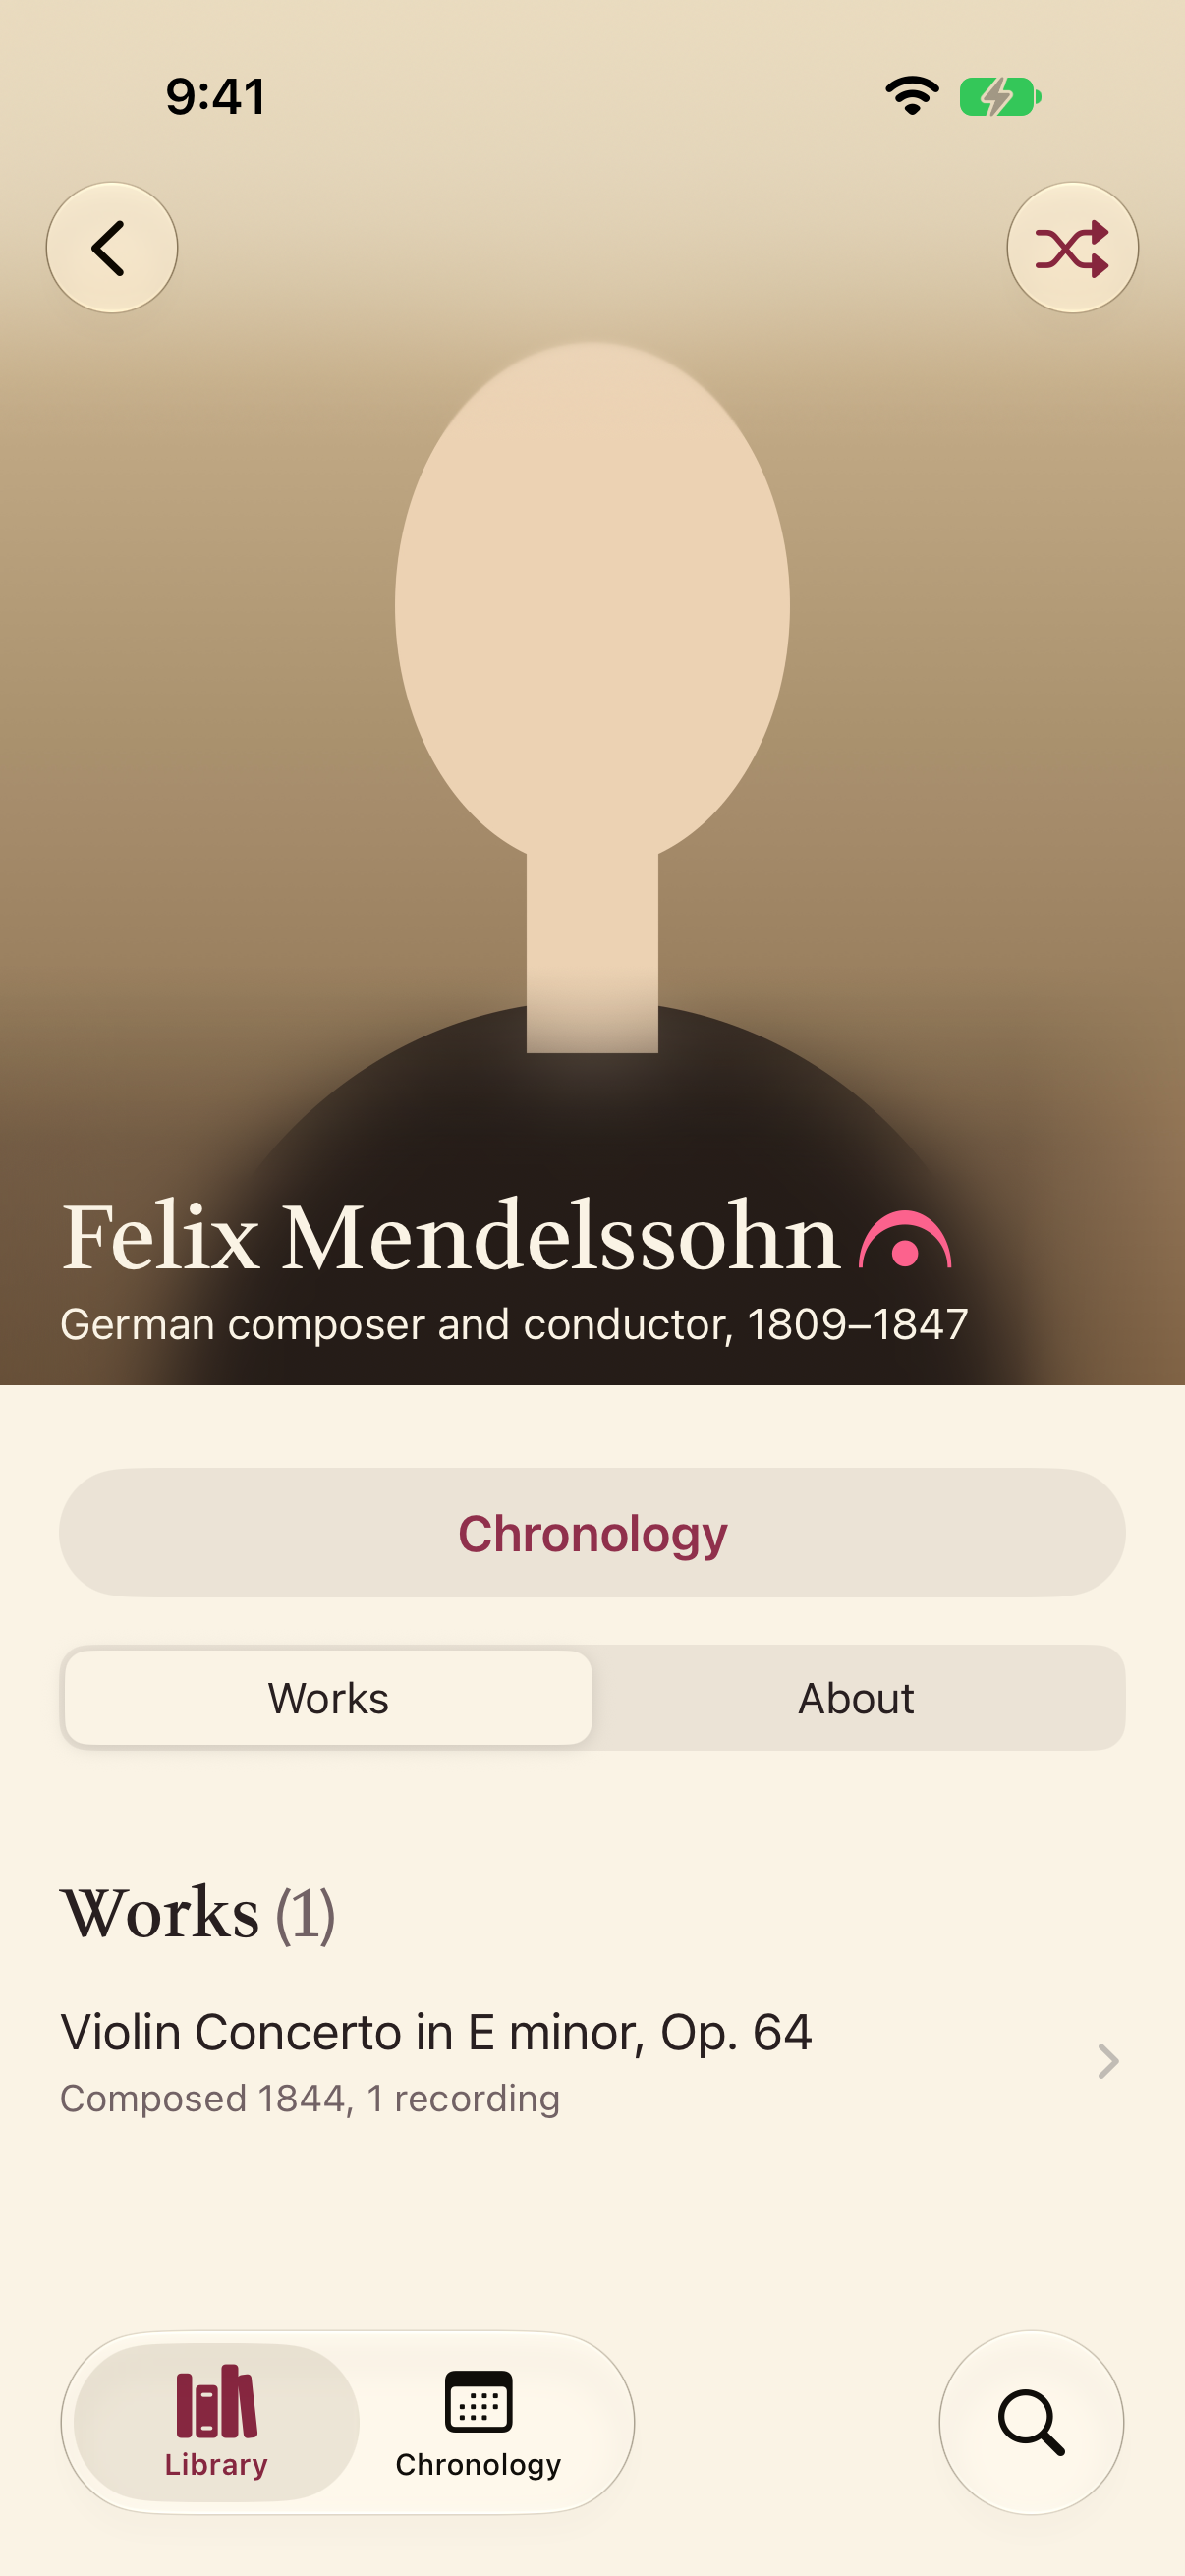 9:41
Felix Mendelssohn
German composer and conductor, 1809–1847
Chronology
Works
About
Works (1)
Violin Concerto in E minor, Op. 64
Composed 1844, 1 recording
Library
Chronology